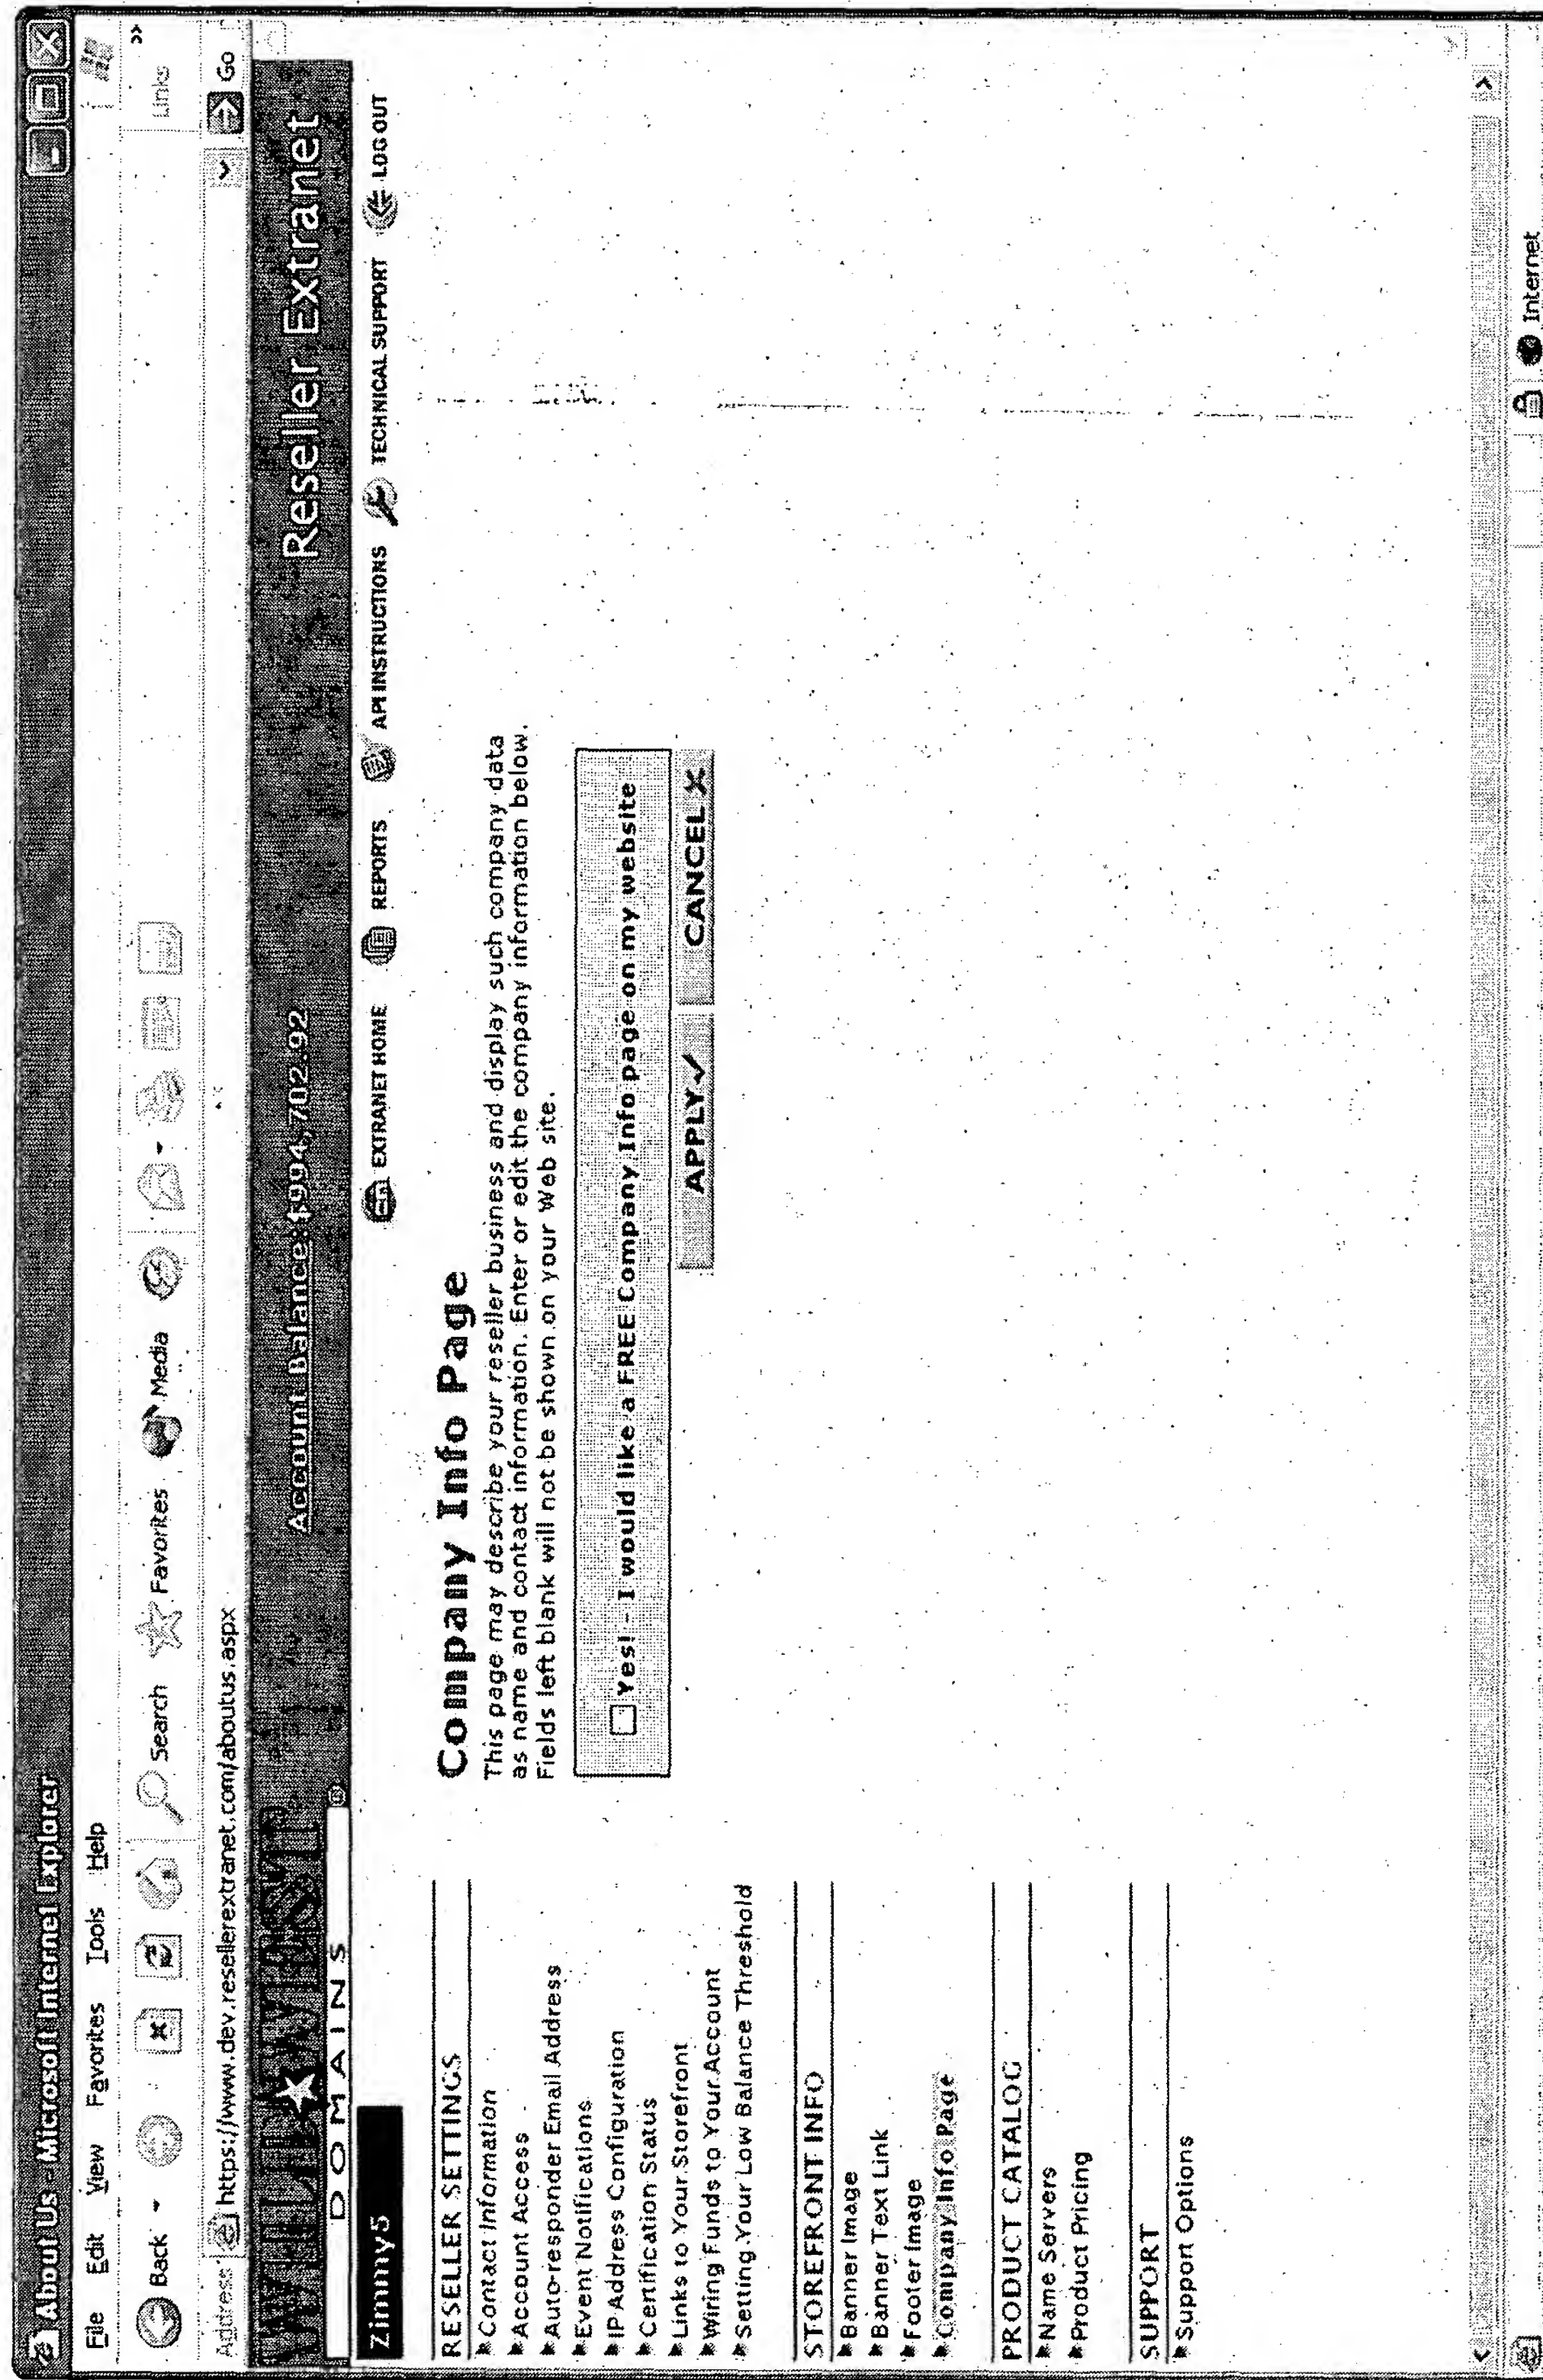 About Us - Microsoft Internet Explorer
File Edit View Favorites Tools Help
Back Search Favorites Media
Links
Address https://www.dev.resellerextranet.com/aboutus.aspx Go
WILD WEST
DOMAINS
Account Balance: $994,702.92
Reseller Extranet
Zimmy5
EXTRANET HOME REPORTS API INSTRUCTIONS TECHNICAL SUPPORT LOG OUT
RESELLER SETTINGS
Contact Information
Account Access
Auto-responder Email Address
Event Notifications
IP Address Configuration
Certification Status
Links to Your Storefront
Wiring Funds to Your Account
Setting Your Low Balance Threshold
STOREFRONT INFO
Banner Image
Banner Text Link
Footer Image
Company Info Page
PRODUCT CATALOG
Name Servers
Product Pricing
SUPPORT
Support Options
Company Info Page
This page may describe your reseller business and display such company data
as name and contact information. Enter or edit the company information below.
Fields left blank will not be shown on your Web site.
Yes! - I would like a FREE Company Info page on my website
APPLY CANCEL X
Internet